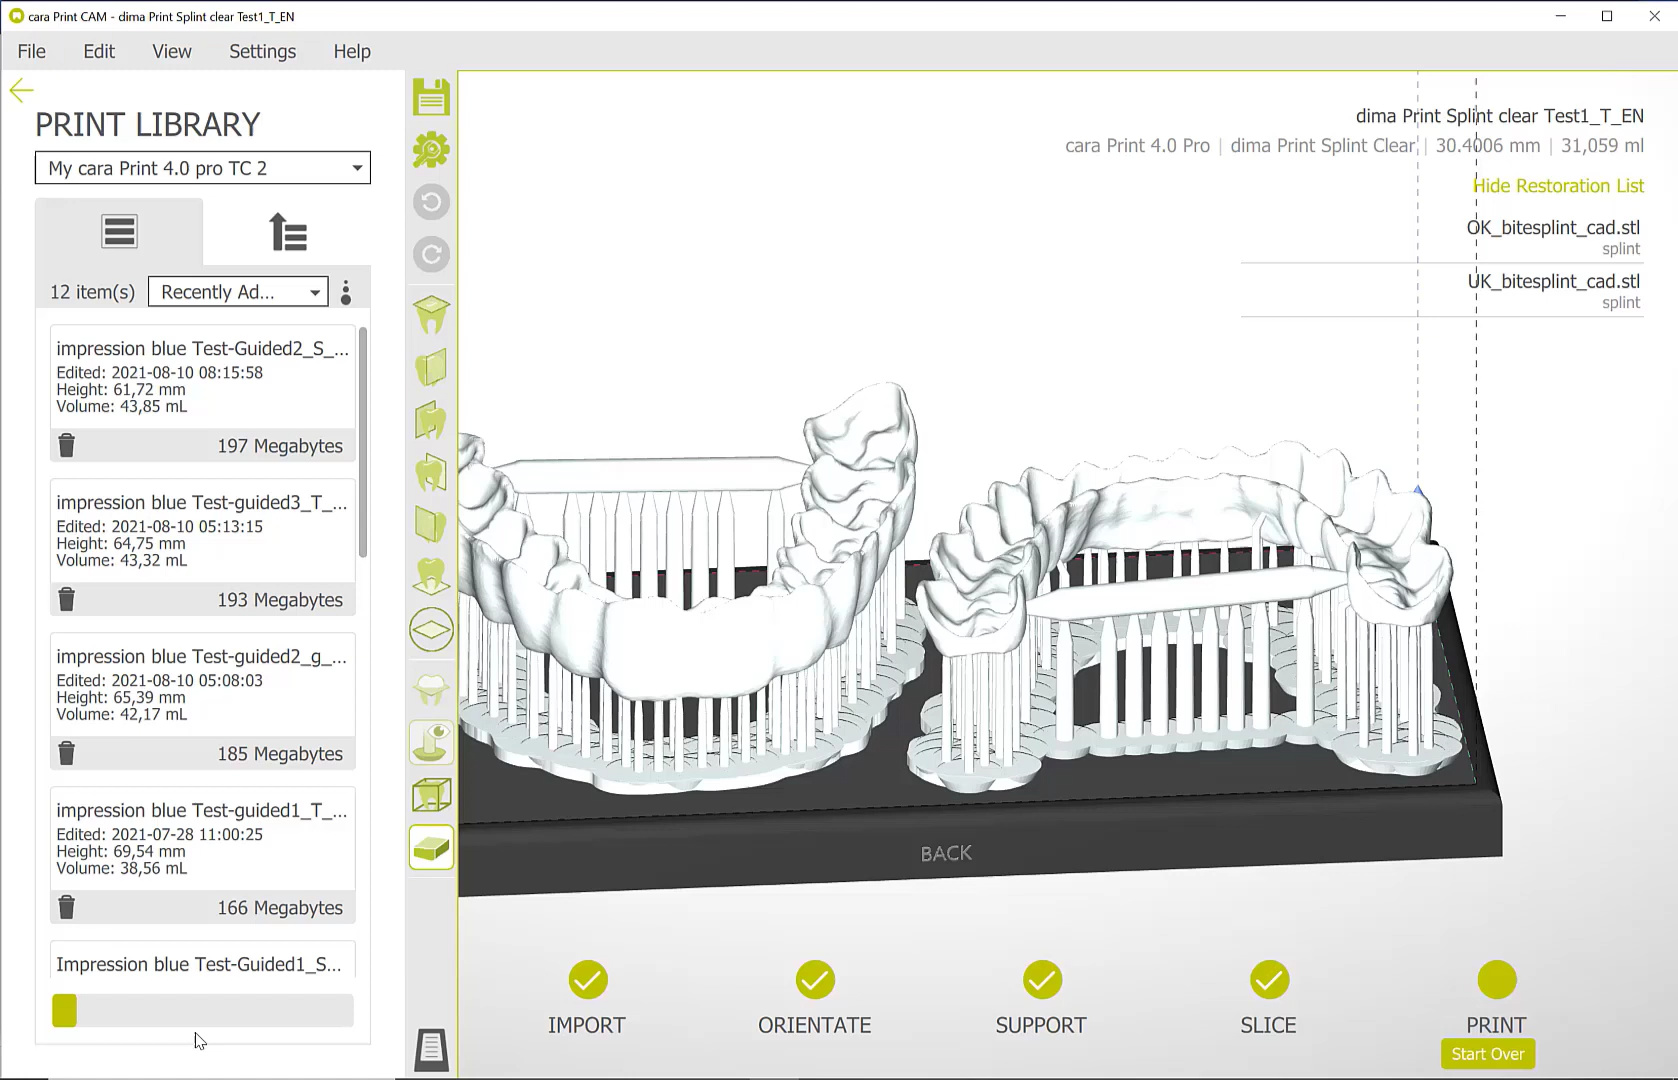 cara Print CAM - dima Print Splint clear Test1_T_EN
File Edit View Settings Help
PRINT LIBRARY
My cara Print 4.0 pro TC 2
12 item(s) Recently Ad...
impression blue Test-Guided2_S_...
Edited: 2021-08-10 08:15:58
Height: 61,72 mm
Volume: 43,85 mL
197 Megabytes
impression blue Test-guided3_T_...
Edited: 2021-08-10 05:13:15
Height: 64,75 mm
Volume: 43,32 mL
193 Megabytes
impression blue Test-guided2_g_...
Edited: 2021-08-10 05:08:03
Height: 65,39 mm
Volume: 42,17 mL
185 Megabytes
impression blue Test-guided1_T_...
Edited: 2021-07-28 11:00:25
Height: 69,54 mm
Volume: 38,56 mL
166 Megabytes
Impression blue Test-Guided1_S...
dima Print Splint clear Test1_T_EN
cara Print 4.0 Pro | dima Print Splint Clear | 30.4006 mm | 31,059 ml
Hide Restoration List
OK_bitesplint_cad.stl
splint
UK_bitesplint_cad.stl
splint
BACK
IMPORT ORIENTATE SUPPORT SLICE PRINT
Start Over